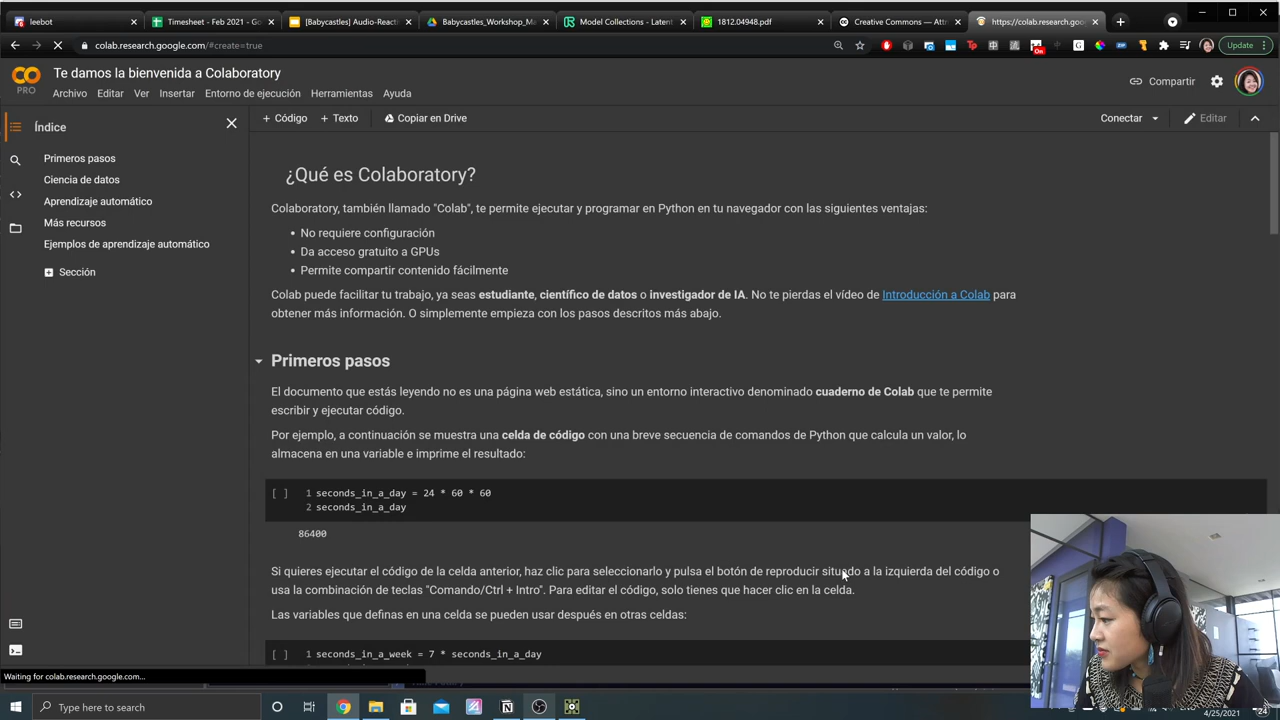 leebot
Timesheet - Feb 2021 -
[Babycastles] Audio-Reacti
Babycastles_Workshop_Ma
Model Collections - Latent
1812.04948.pdf
Creative Commons — Attri
https://colab.research.goog
colab.research.google.com/#create=true
Update
Te damos la bienvenida a Colaboratory
PRO
Archivo Editar Ver Insertar Entorno de ejecución Herramientas Ayuda
Compartir
Índice
+ Código + Texto Copiar en Drive
Conectar
Editar
Primeros pasos
Ciencia de datos
Aprendizaje automático
Más recursos
Ejemplos de aprendizaje automático
Sección
¿Qué es Colaboratory?
Colaboratory, también llamado "Colab", te permite ejecutar y programar en Python en tu navegador con las siguientes ventajas:
• No requiere configuración
• Da acceso gratuito a GPUs
• Permite compartir contenido fácilmente
Colab puede facilitar tu trabajo, ya seas estudiante, científico de datos o investigador de IA. No te pierdas el vídeo de Introducción a Colab para
obtener más información. O simplemente empieza con los pasos descritos más abajo.
Primeros pasos
El documento que estás leyendo no es una página web estática, sino un entorno interactivo denominado cuaderno de Colab que te permite
escribir y ejecutar código.
Por ejemplo, a continuación se muestra una celda de código con una breve secuencia de comandos de Python que calcula un valor, lo
almacena en una variable e imprime el resultado:
[ ] 1 seconds_in_a_day = 24 * 60 * 60
2 seconds_in_a_day
86400
Si quieres ejecutar el código de la celda anterior, haz clic para seleccionarlo y pulsa el botón de reproducir situado a la izquierda del código o
usa la combinación de teclas "Comando/Ctrl + Intro". Para editar el código, solo tienes que hacer clic en la celda.
Las variables que definas en una celda se pueden usar después en otras celdas:
[ ] 1 seconds_in_a_week = 7 * seconds_in_a_day
Waiting for colab.research.google.com...
Type here to search
4/25/2021